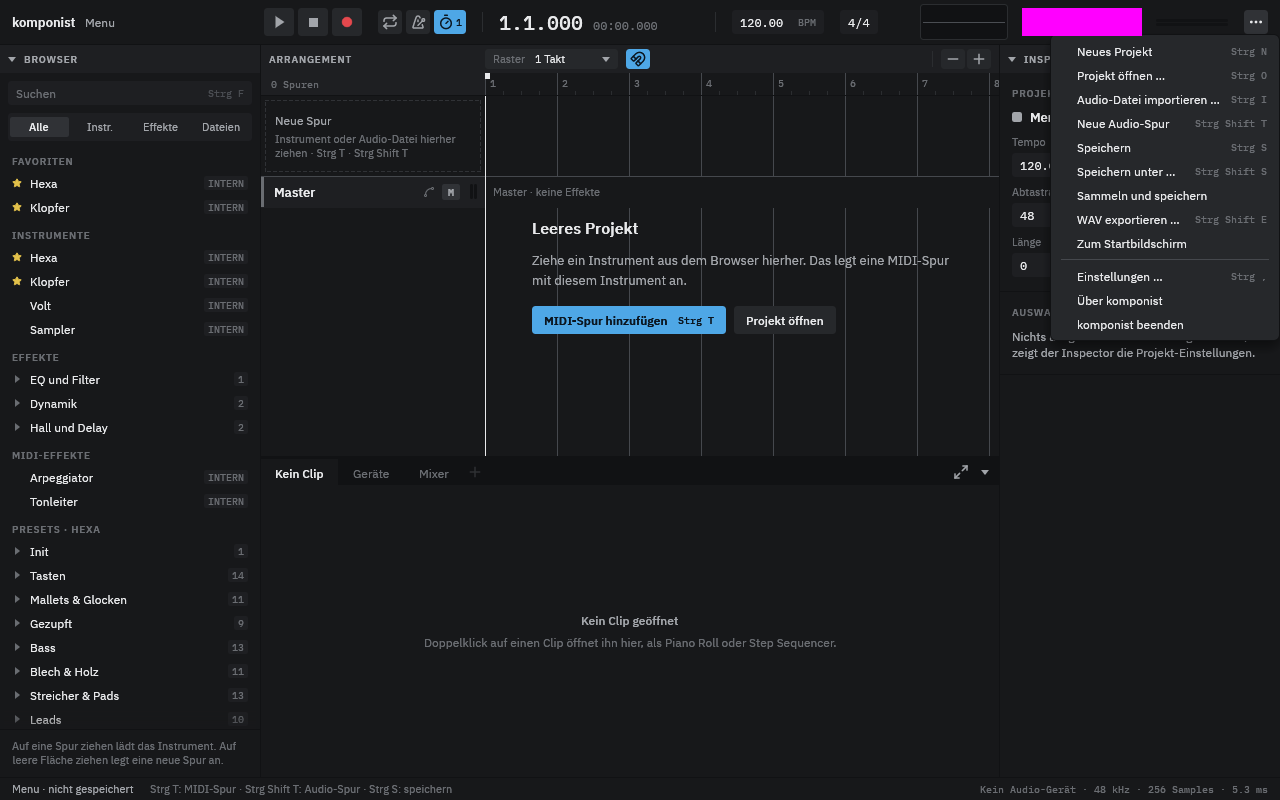 komponist Menu
1
1.1.000 00:00.000
120.00 BPM
4/4
BROWSER
Suchen Strg F
Alle Instr. Effekte Dateien
FAVORITEN
Hexa INTERN
Klopfer INTERN
INSTRUMENTE
Hexa INTERN
Klopfer INTERN
Volt INTERN
Sampler INTERN
EFFEKTE
EQ und Filter 1
Dynamik 2
Hall und Delay 2
MIDI-EFFEKTE
Arpeggiator INTERN
Tonleiter INTERN
PRESETS · HEXA
Init 1
Tasten 14
Mallets & Glocken 11
Gezupft 9
Bass 13
Blech & Holz 11
Streicher & Pads 13
Leads 10
Auf eine Spur ziehen lädt das Instrument. Auf
leere Fläche ziehen legt eine neue Spur an.
ARRANGEMENT
Raster 1 Takt
0 Spuren
1 2 3 4 5 6 7 8
Neue Spur
Instrument oder Audio-Datei hierher
ziehen · Strg T · Strg Shift T
Master M
Master · keine Effekte
Leeres Projekt
Ziehe ein Instrument aus dem Browser hierher. Das legt eine MIDI-Spur
mit diesem Instrument an.
MIDI-Spur hinzufügen Strg T
Projekt öffnen
Kein Clip Geräte Mixer
Kein Clip geöffnet
Doppelklick auf einen Clip öffnet ihn hier, als Piano Roll oder Step Sequencer.
Tempo
48
Länge
0
Nichts
zeigt der Inspector die Projekt-Einstellungen.
Neues Projekt Strg N
Projekt öffnen ... Strg O
Audio-Datei importieren ... Strg I
Neue Audio-Spur Strg Shift T
Speichern Strg S
Speichern unter ... Strg Shift S
Sammeln und speichern
WAV exportieren ... Strg Shift E
Zum Startbildschirm
Einstellungen ... Strg .
Über komponist
komponist beenden
Menu · nicht gespeichert Strg T: MIDI-Spur · Strg Shift T: Audio-Spur · Strg S: speichern
Kein Audio-Gerät · 48 kHz · 256 Samples · 5.3 ms